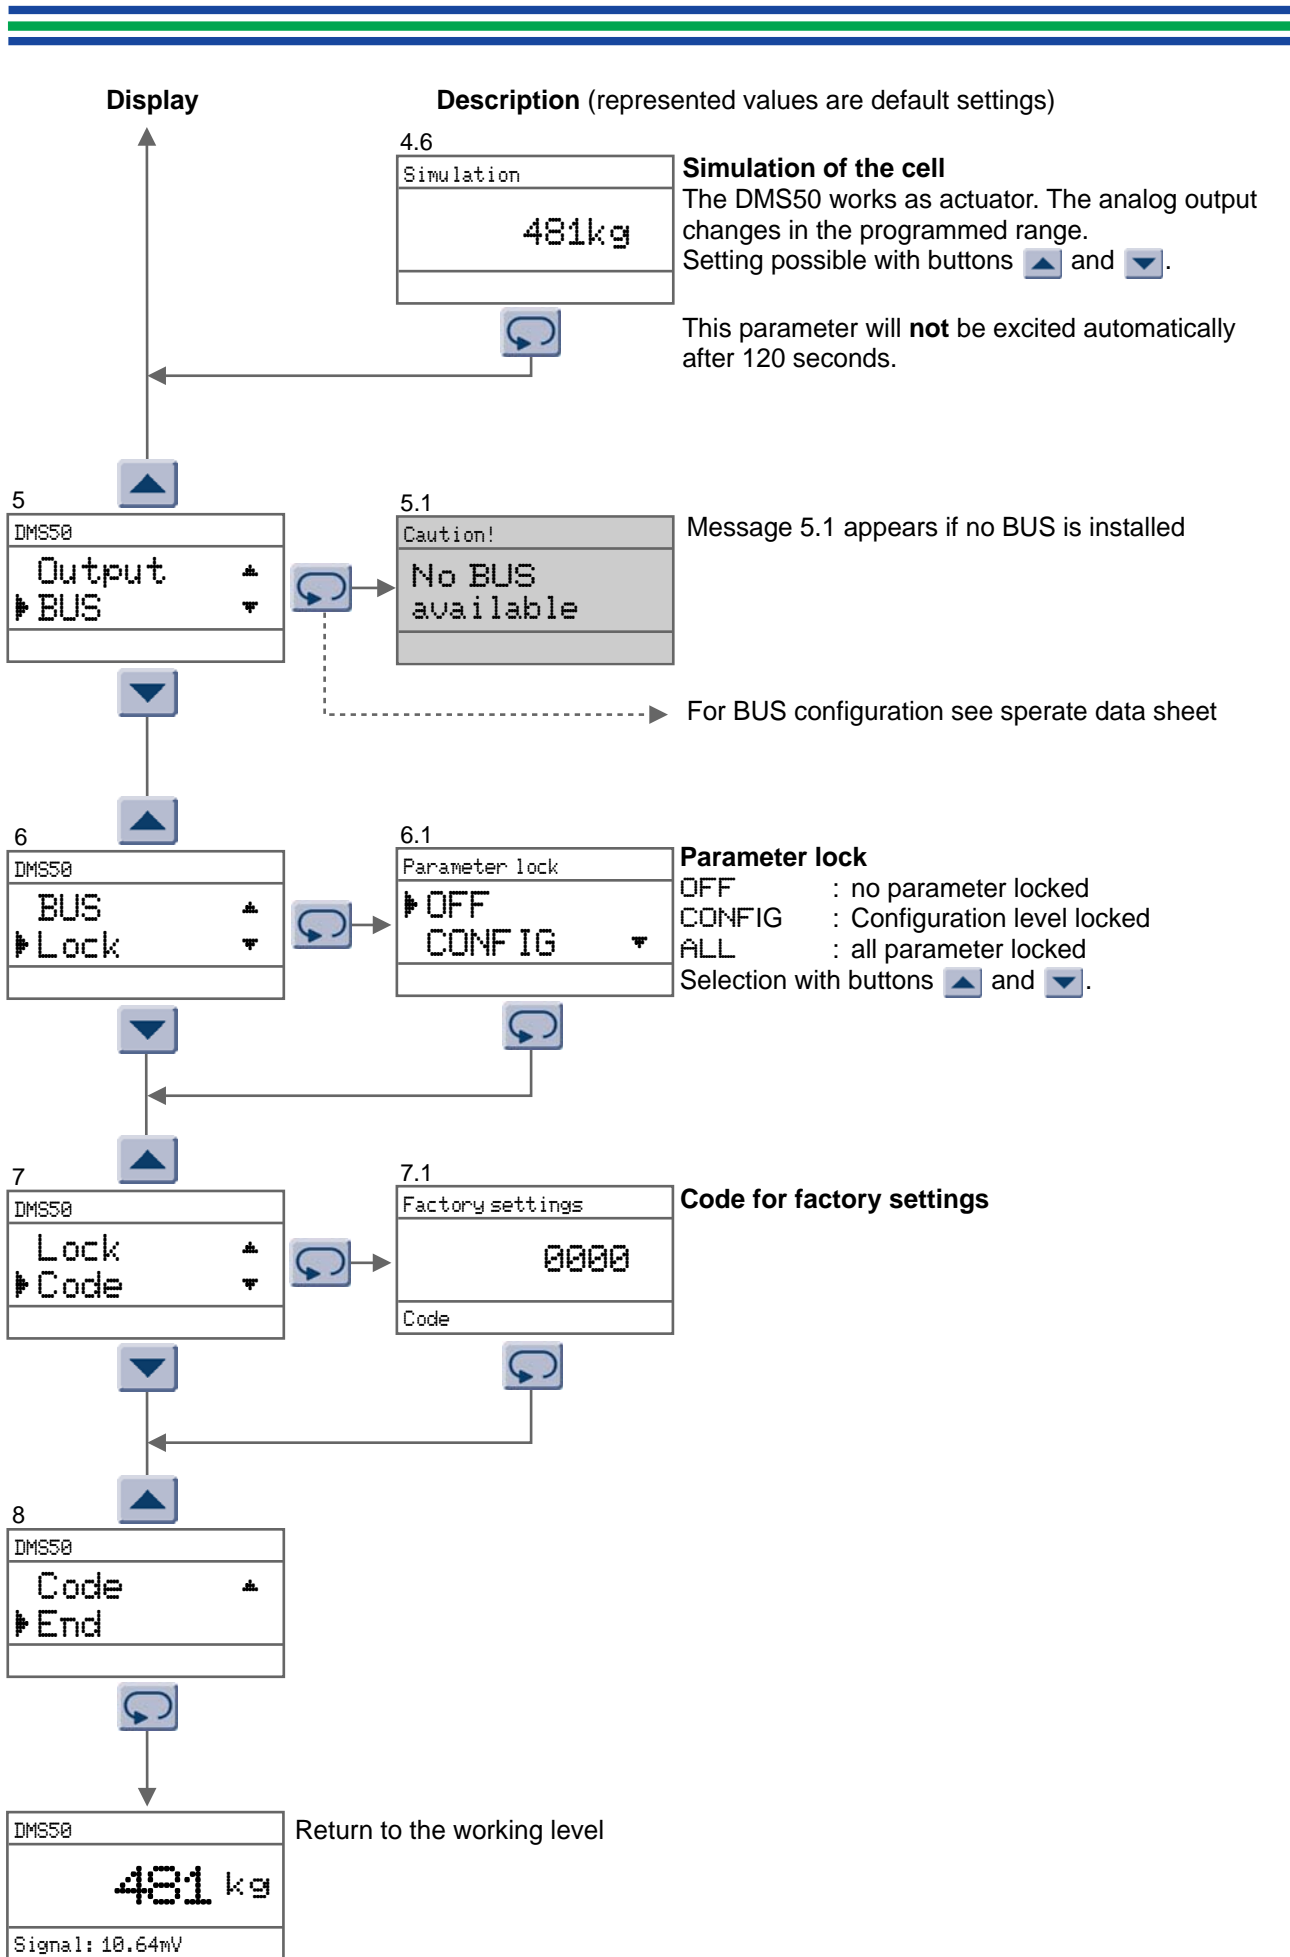 Display
Description (represented values are default settings)
4.6
Simulation
481kg
Simulation of the cell
The DMS50 works as actuator. The analog output
changes in the programmed range.
Setting possible with buttons and .
This parameter will not be excited automatically
after 120 seconds.
5
DMS50
Output
BUS
5.1
Caution!
No BUS
available
Message 5.1 appears if no BUS is installed
For BUS configuration see sperate data sheet
6
DMS50
BUS
Lock
6.1
Parameter lock
OFF
CONFIG
Parameter lock
OFF : no parameter locked
CONFIG : Configuration level locked
ALL : all parameter locked
Selection with buttons and .
7
DMS50
Lock
Code
7.1
Factory settings
0000
Code
Code for factory settings
8
DMS50
Code
End
DMS50
481 kg
Signal: 10.64mV
Return to the working level